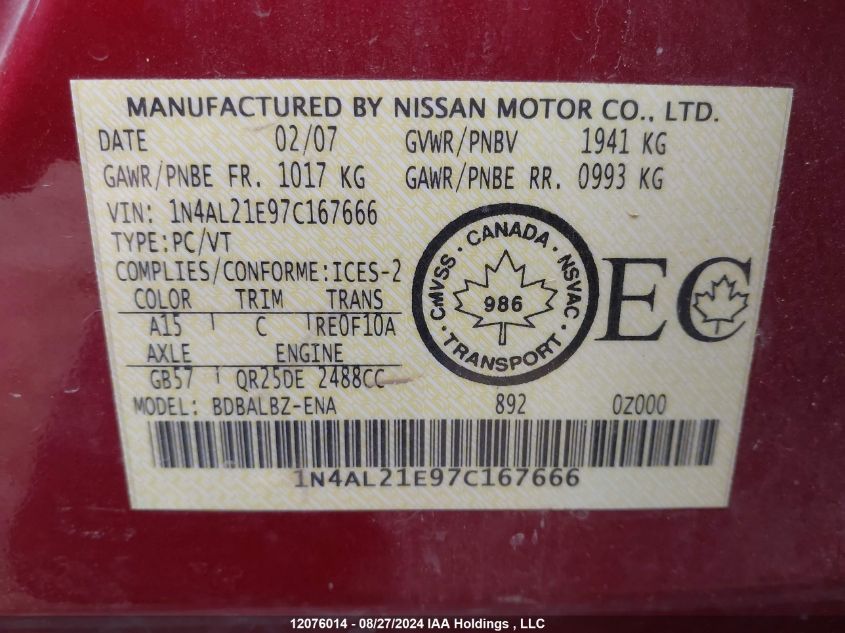 MANUFACTURED BY NISSAN MOTOR CO., LTD.
DATE 02/07 GVWR/PNBV 1941 KG
GAWR/PNBE FR. 1017 KG GAWR/PNBE RR. 0993 KG
VIN: 1N4AL21E97C167666
TYPE:PC/VT
COMPLIES/CONFORME:ICES-2
COLOR TRIM TRANS
A15 C RE0F10A
AXLE ENGINE
GB57 QR25DE 2488CC
MODEL: BDBALBZ-ENA 892 0Z000
CMVSS · CANADA · NSVAC
986
· TRANSPORT ·
EC
1N4AL21E97C167666
12076014 - 08/27/2024 IAA Holdings , LLC